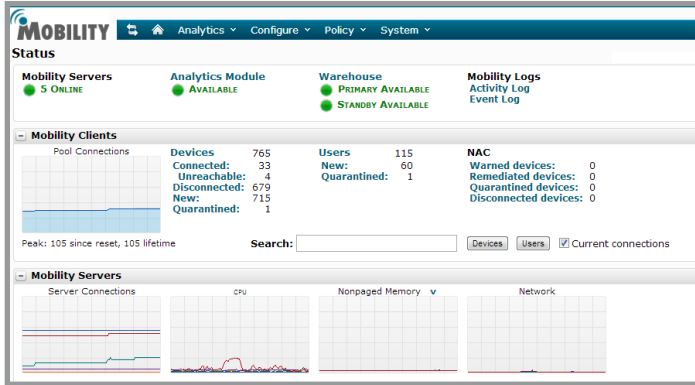 MOBILITY Analytics Configure Policy System
Status
Mobility Servers Analytics Module Warehouse Mobility Logs
5 ONLINE AVAILABLE PRIMARY AVAILABLE Activity Log
STANDBY AVAILABLE Event Log
Mobility Clients
Pool Connections Devices 765 Users 115 NAC
Connected: 33 New: 60 Warned devices: 0
Unreachable: 4 Quarantined: 1 Remediated devices: 0
Disconnected: 679 Quarantined devices: 0
New: 715 Disconnected devices: 0
Quarantined: 1
Peak: 105 since reset, 105 lifetime Search: Devices Users Current connections
Mobility Servers
Server Connections CPU Nonpaged Memory v Network